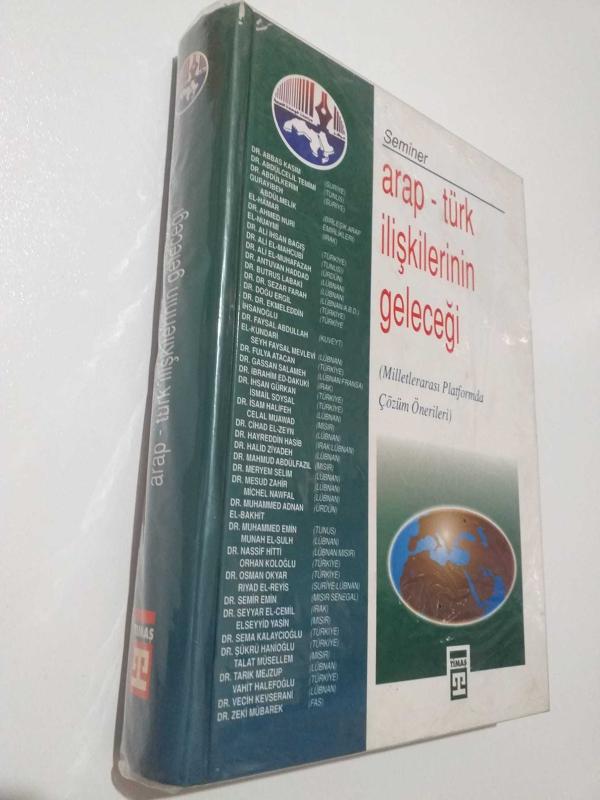 arap - türk ilişkilerinin geleceği
TİMAŞ
DR. ABBAS KASIM (SURİYE)
DR. ABDÜLCELİL TEMİMİ (TUNUS)
DR. ABDÜLKERİM (SURİYE)
GURAYIBEH
ABDÜLMELİK (BİRLEŞİK ARAP
EL-HAMAR EMİRLİKLERİ)
DR. AHMED NURI (IRAK)
EL-NUAYMI
DR. ALİ İHSAN BAGIŞ (TÜRKİYE)
DR. ALİ EL-MAHCUBİ (TUNUS)
DR. ALİ EL-MUHAFAZAH (ÜRDÜN)
DR. ANTUVAN HADDAD (LÜBNAN)
DR. BUTRUS LABAKİ (LÜBNAN)
DR. DR. SEZAR FARAH (LÜBNAN A.B.D.)
DR. DOĞU ERGİL (TÜRKİYE)
DR. DR. EKMELEDDİN (TÜRKİYE
İHSANOĞLU
DR. FAYSAL ABDULLAH (KUVEYT)
EL-KUNDARİ
SEYH FAYSAL MEVLEVİ (LÜBNAN)
DR. FULYA ATACAN (TÜRKİYE)
DR. GASSAN SALAMEH (LÜBNAN FRANSA)
DR. İBRAHİM ED-DAKUKİ (IRAK)
DR. İHSAN GÜRKAN (TÜRKİYE)
İSMAİL SOYSAL (TÜRKİYE)
DR. İSAM HALIFEH (LÜBNAN)
CELAL MUAWAD (MISIR)
DR. CİHAD EL-ZEYN (LÜBNAN)
DR. HAYREDDİN HASİB (IRAK LÜBNAN)
DR. HALİD ZİYADEH (LÜBNAN)
DR. MAHMUD ABDÜLFAZIL (MISIR)
DR. MERYEM SELIM (LÜBNAN)
DR. MESUD ZAHİR (LÜBNAN)
MİCHEL NAWFAL (LÜBNAN)
DR. MUHAMMED ADNAN (ÜRDÜN)
EL-BAKHİT
DR. MUHAMMED EMİN (TUNUS)
MUNAH EL-SULH (LÜBNAN)
DR. NASSIF HİTTİ (LÜBNAN MISIR)
ORHAN KOLOĞLU (TÜRKİYE)
DR. OSMAN OKYAR (TÜRKİYE)
RİYAD EL-REYİS (SURİYE LÜBNAN)
DR. SEMİR EMİN (MISIR SENEGAL)
DR. SEYYAR EL-CEMİL (IRAK)
ELSEYYİD YASİN (MISIR)
DR. SEMA KALAYCIOĞLU (TÜRKİYE)
DR. ŞÜKRÜ HANİOĞLU (TÜRKİYE)
TALAT MÜSELLEM (MISIR)
DR. TARIK MEJZUP (LÜBNAN)
VAHİT HALEFOĞLU (TÜRKİYE)
DR. VECİH KEVSERANİ (LÜBNAN)
DR. ZEKİ MÜBAREK (FAS)
Seminer
arap - türk
ilişkilerinin
geleceği
(Milletlerarası Platformda
Çözüm Önerileri)
TİMAŞ